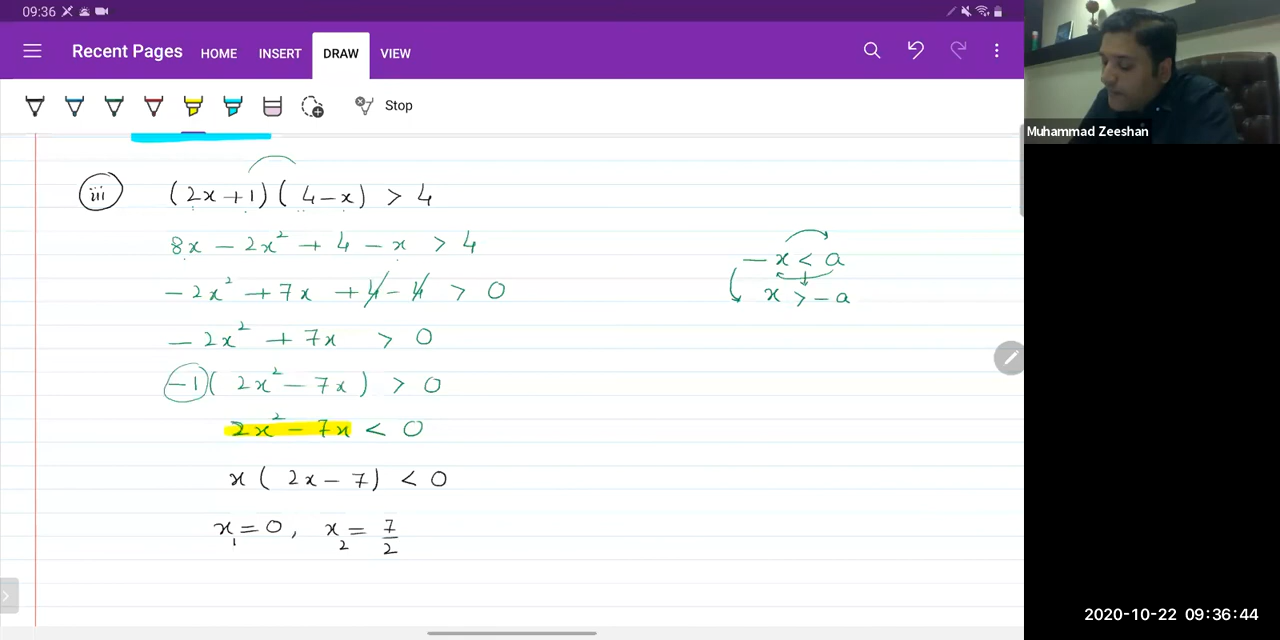 09:36
Recent Pages HOME INSERT DRAW VIEW
Stop
Muhammad Zeeshan
iii (2x+1)(4-x) > 4
8x - 2x² + 4 - x > 4
-2x² + 7x + 4 - 4 > 0
-2x² + 7x > 0
-1(2x² - 7x) > 0
2x² - 7x < 0
x(2x - 7) < 0
x₁ = 0, x₂ = 7/2
-x < a
x > -a
2020-10-22 09:36:44